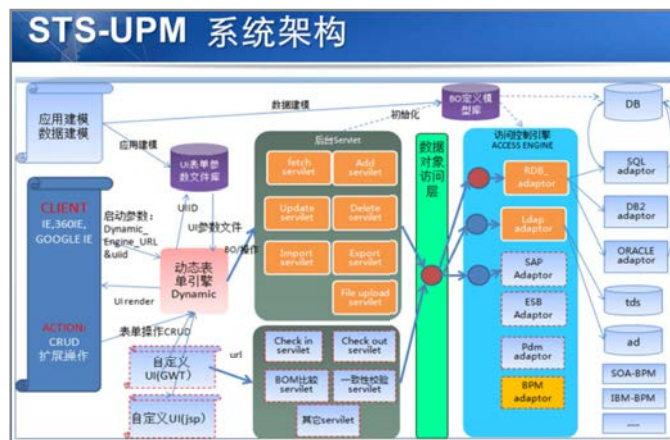 STS-UPM 系统架构
应用建模
数据建模
数据建模
应用建模
UI表单参
数文件库
BO定义模
型库
初始化
DB
CLIENT
IE,360IE,
GOOGLE IE
启动参数:
Dynamic_
Engine_URL
&uiid
UIID
UI参数文件
BO/操作
动态表
单引擎
Dynamic
UI render
ACTION:
CRUD
扩展操作
表单操作CRUD
自定义
UI(GWT)
自定义UI(jsp)
url
后台Servlet
fetch
servlet
Add
servlet
Update
servlet
Delete
servlet
Import
servlet
Export
servlet
File upload
servlet
Check in
servlet
Check out
servlet
BOM比较
servlet
一致性校验
servlet
其它servlet
数据
对象
访问
层
访问控制引擎
ACCESS ENGINE
RDB_
adaptor
Ldap
adaptor
SAP
Adaptor
ESB
Adaptor
Pdm
adaptor
BPM
adaptor
SQL
adaptor
DB2
adaptor
ORACLE
adaptor
tds
ad
SOA-BPM
IBM-BPM